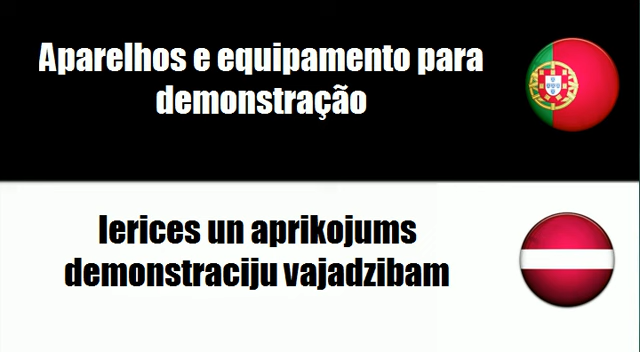 Aparelhos e equipamento para
demonstração
Ierices un aprikojums
demonstraciju vajadzibam